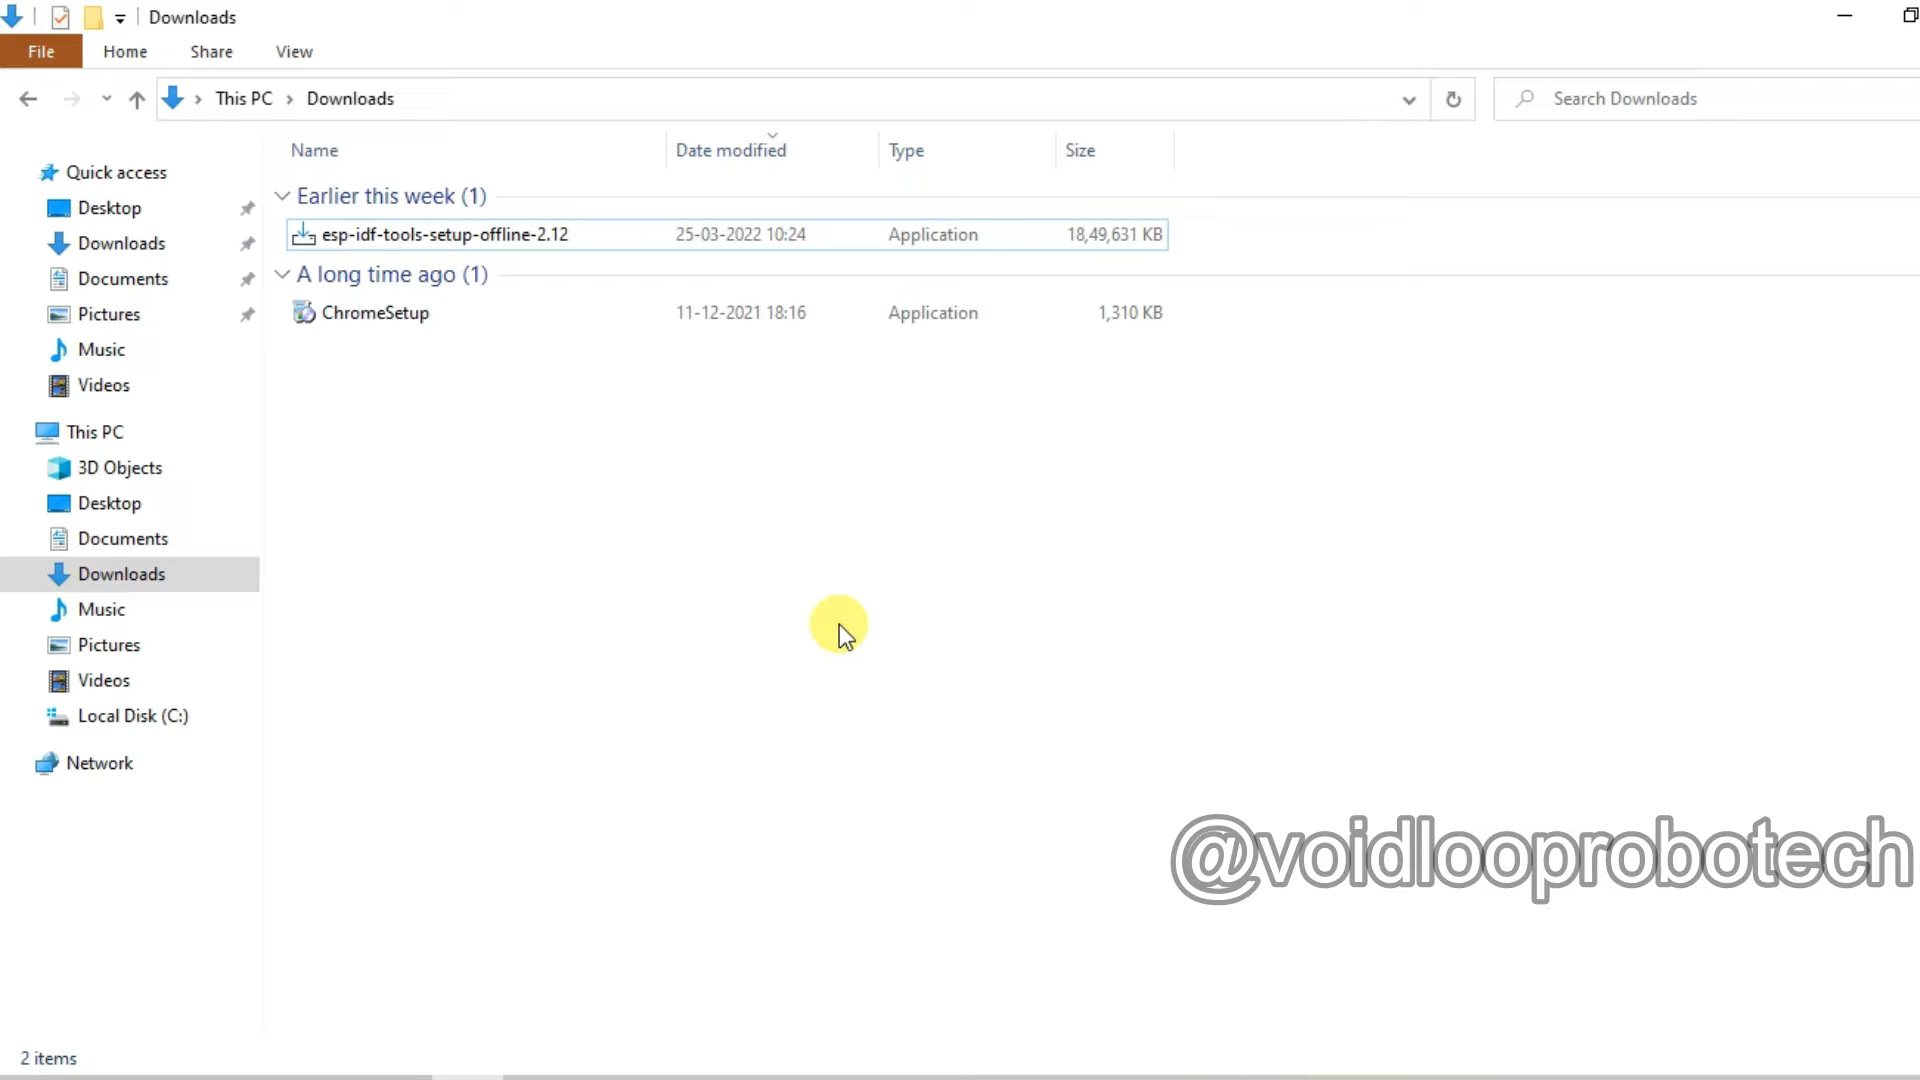 Downloads
File Home Share View
This PC Downloads Search Downloads
Name Date modified Type Size
Quick access
Desktop
Downloads
Documents
Pictures
Music
Videos
This PC
3D Objects
Desktop
Documents
Downloads
Music
Pictures
Videos
Local Disk (C:)
Network
Earlier this week (1)
esp-idf-tools-setup-offline-2.12 25-03-2022 10:24 Application 18,49,631 KB
A long time ago (1)
ChromeSetup 11-12-2021 18:16 Application 1,310 KB
@voidlooprobotech
2 items